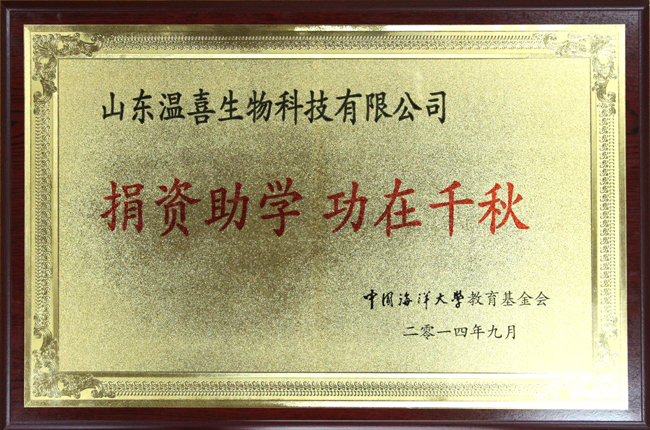 山东温喜生物科技有限公司
捐资助学 功在千秋
中国海洋大学教育基金会
二零一四年九月